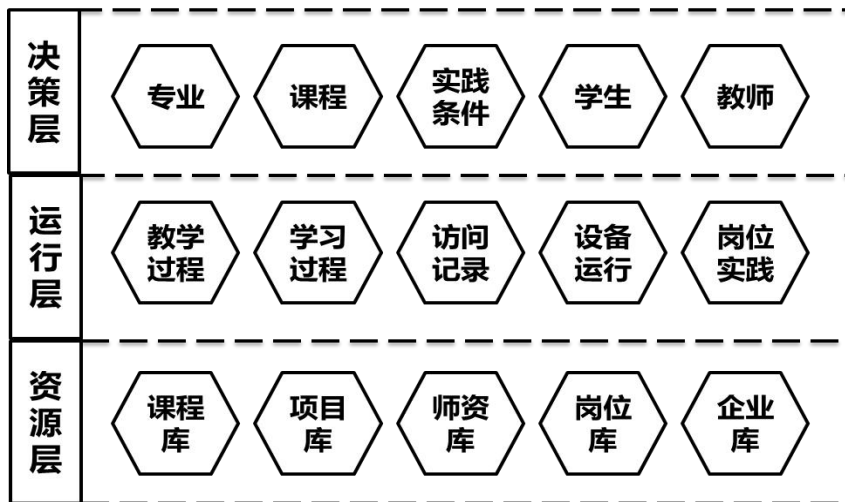 决策层
专业
课程
实践
条件
学生
教师
运行层
教学
过程
学习
过程
访问
记录
设备
运行
岗位
实践
资源层
课程
库
项目
库
师资
库
岗位
库
企业
库